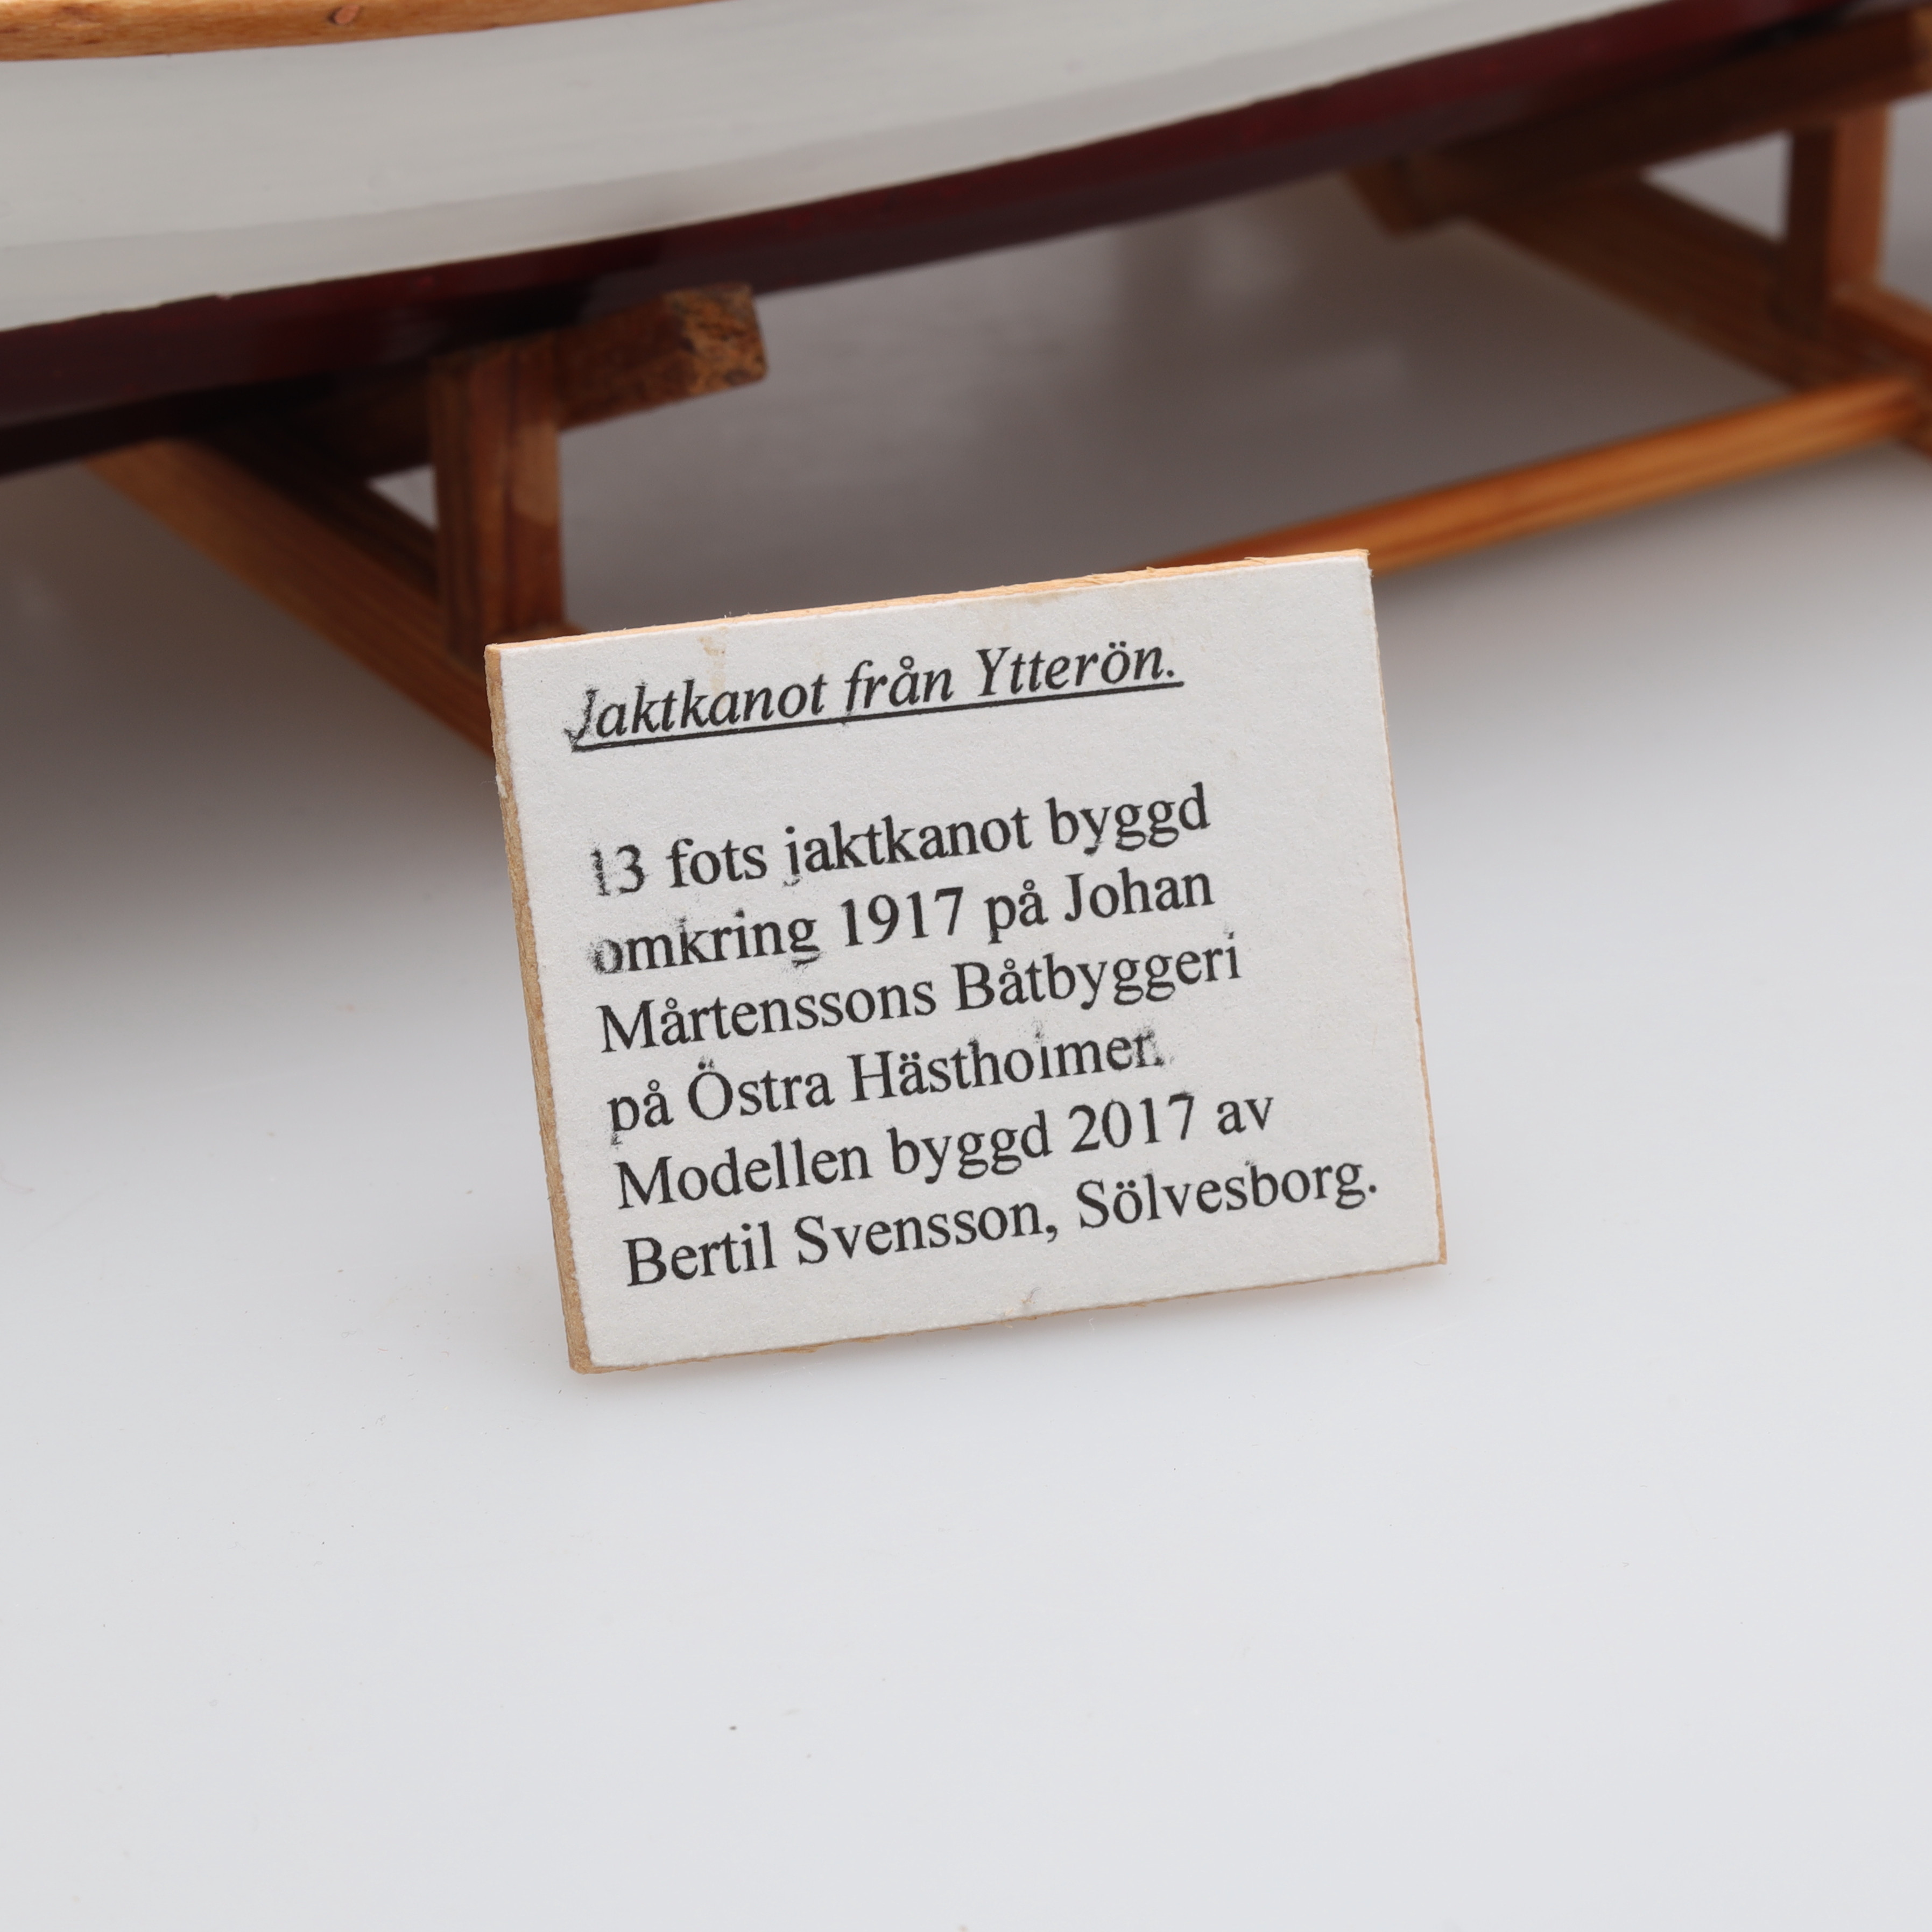 Jaktkanot från Ytterön.
13 fots jaktkanot byggd
omkring 1917 på Johan
Mårtenssons Båtbyggeri
på Östra Hästholmen.
Modellen byggd 2017 av
Bertil Svensson, Sölvesborg.